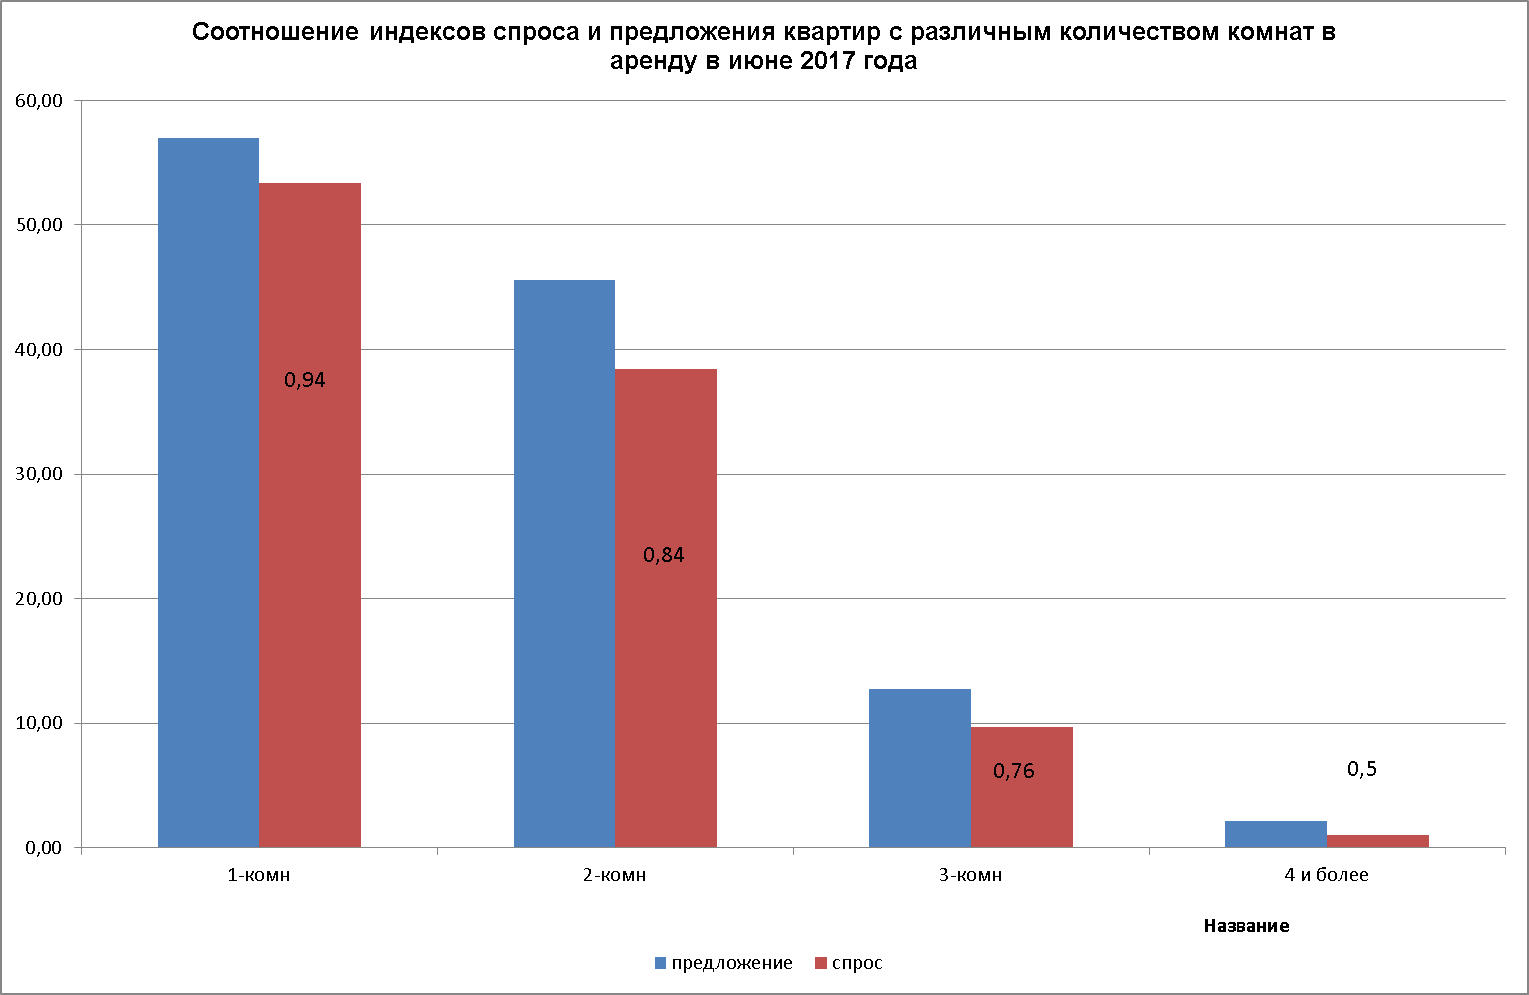 Соотношение индексов спроса и предложения квартир с различным количеством комнат в
аренду в июне 2017 года
60,00
50,00
40,00
30,00
20,00
10,00
0,00
0,94
0,84
0,76
0,5
1-комн
2-комн
3-комн
4 и более
Название
предложение
спрос